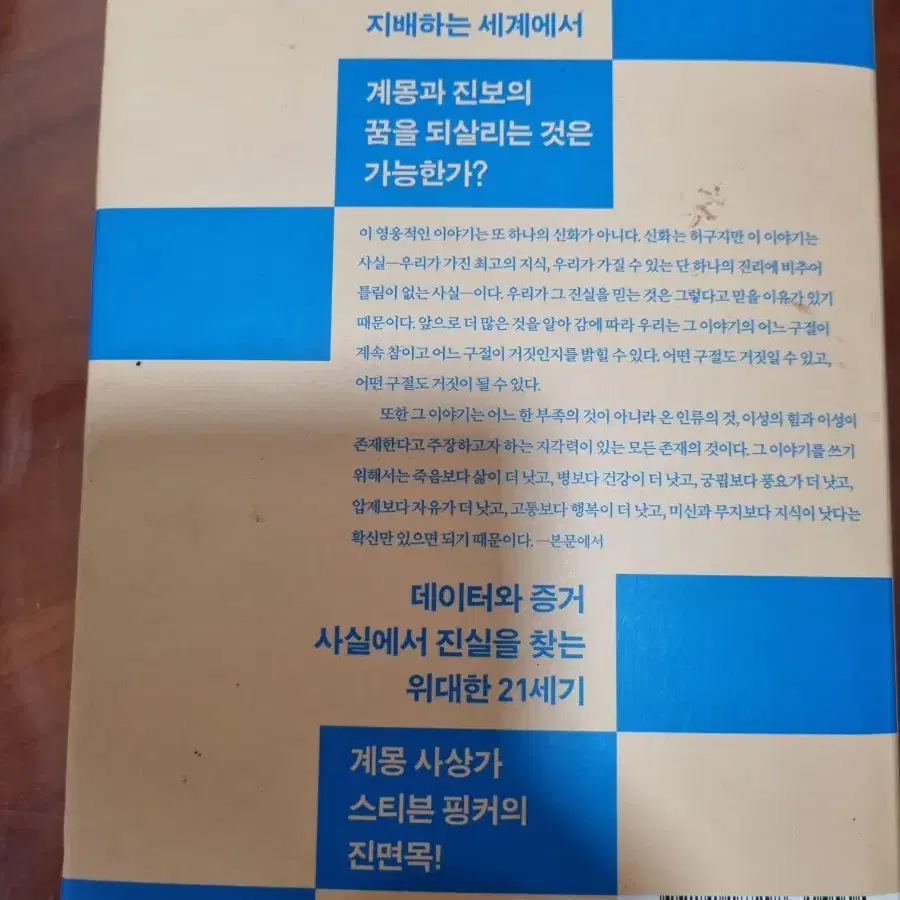 지배하는 세계에서
계몽과 진보의
꿈을 되살리는 것은
가능한가?
이 영웅적인 이야기는 또 하나의 신화가 아니다. 신화는 허구지만 이 이야기는
사실—우리가 가진 최고의 지식, 우리가 가질 수 있는 단 하나의 진리에 비추어
틀림이 없는 사실—이다. 우리가 그 진실을 믿는 것은 그렇다고 믿을 이유가 있기
때문이다. 앞으로 더 많은 것을 알아 감에 따라 우리는 그 이야기의 어느 구절이
계속 참이고 어느 구절이 거짓인지를 밝힐 수 있다. 어떤 구절도 거짓일 수 있고,
어떤 구절도 거짓이 될 수 있다.
또한 그 이야기는 어느 한 부족의 것이 아니라 온 인류의 것, 이성의 힘과 이성이
존재한다고 주장하고자 하는 지각력이 있는 모든 존재의 것이다. 그 이야기를 쓰기
위해서는 죽음보다 삶이 더 낫고, 병보다 건강이 더 낫고, 궁핍보다 풍요가 더 낫고,
압제보다 자유가 더 낫고, 고통보다 행복이 더 낫고, 미신과 무지보다 지식이 낫다는
확신만 있으면 되기 때문이다. —본문에서
데이터와 증거
사실에서 진실을 찾는
위대한 21세기
계몽 사상가
스티븐 핑커의
진면목!